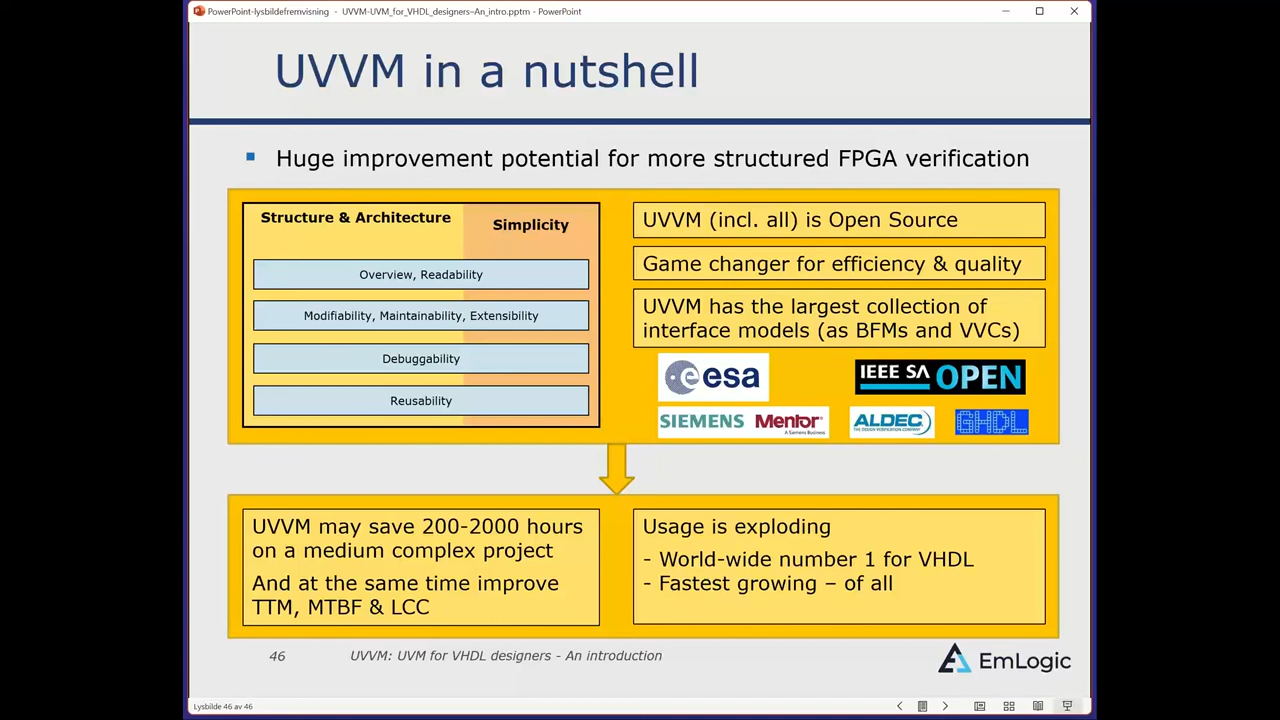 PowerPoint-lysbildefremvisning - UVVM-UVM_for_VHDL_designers–An_intro.pptm - PowerPoint
UVVM in a nutshell
Huge improvement potential for more structured FPGA verification
Structure & Architecture
Simplicity
Overview, Readability
Modifiability, Maintainability, Extensibility
Debuggability
Reusability
UVVM (incl. all) is Open Source
Game changer for efficiency & quality
UVVM has the largest collection of
interface models (as BFMs and VVCs)
esa
IEEE SA OPEN
SIEMENS Mentor
A Siemens Business
ALDEC
THE DESIGN VERIFICATION COMPANY
GHDL
UVVM may save 200-2000 hours
on a medium complex project
And at the same time improve
TTM, MTBF & LCC
Usage is exploding
- World-wide number 1 for VHDL
- Fastest growing – of all
46
UVVM: UVM for VHDL designers - An introduction
EmLogic
Lysbilde 46 av 46